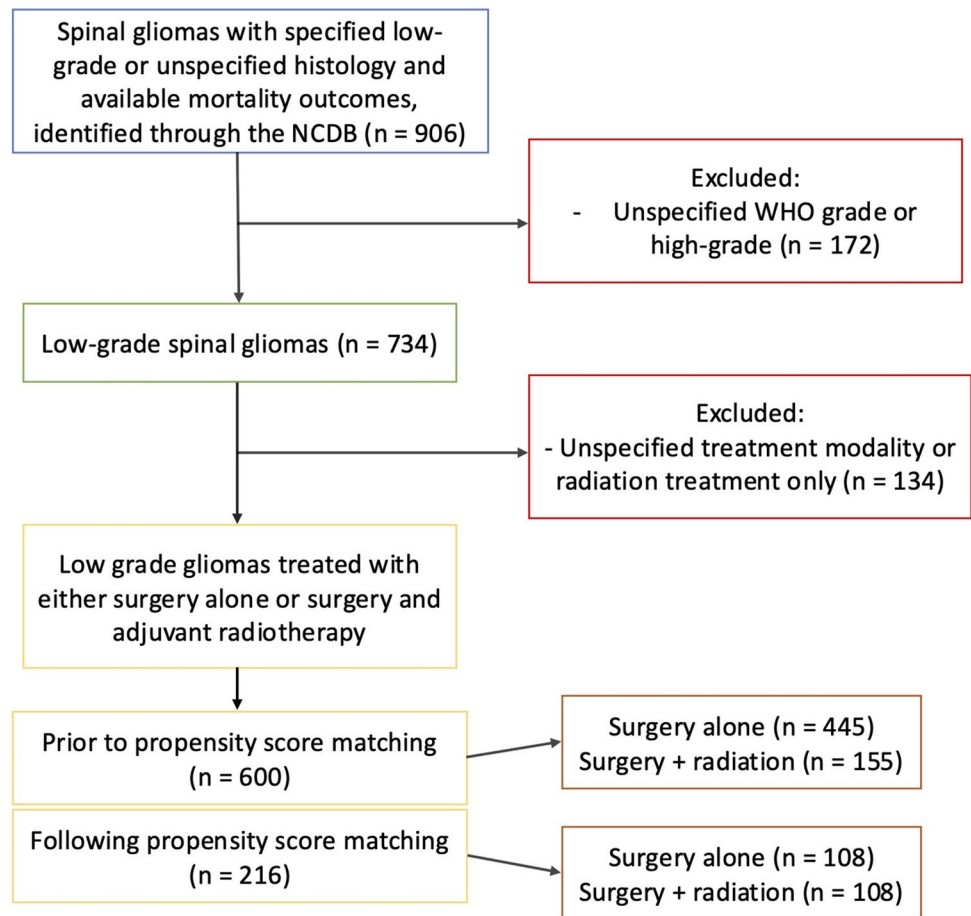 Spinal gliomas with specified low-
grade or unspecified histology and
available mortality outcomes,
identified through the NCDB (n = 906)
Excluded:
- Unspecified WHO grade or
high-grade (n = 172)
Low-grade spinal gliomas (n = 734)
Excluded:
- Unspecified treatment modality or
radiation treatment only (n = 134)
Low grade gliomas treated with
either surgery alone or surgery and
adjuvant radiotherapy
Prior to propensity score matching
(n = 600)
Surgery alone (n = 445)
Surgery + radiation (n = 155)
Following propensity score matching
(n = 216)
Surgery alone (n = 108)
Surgery + radiation (n = 108)